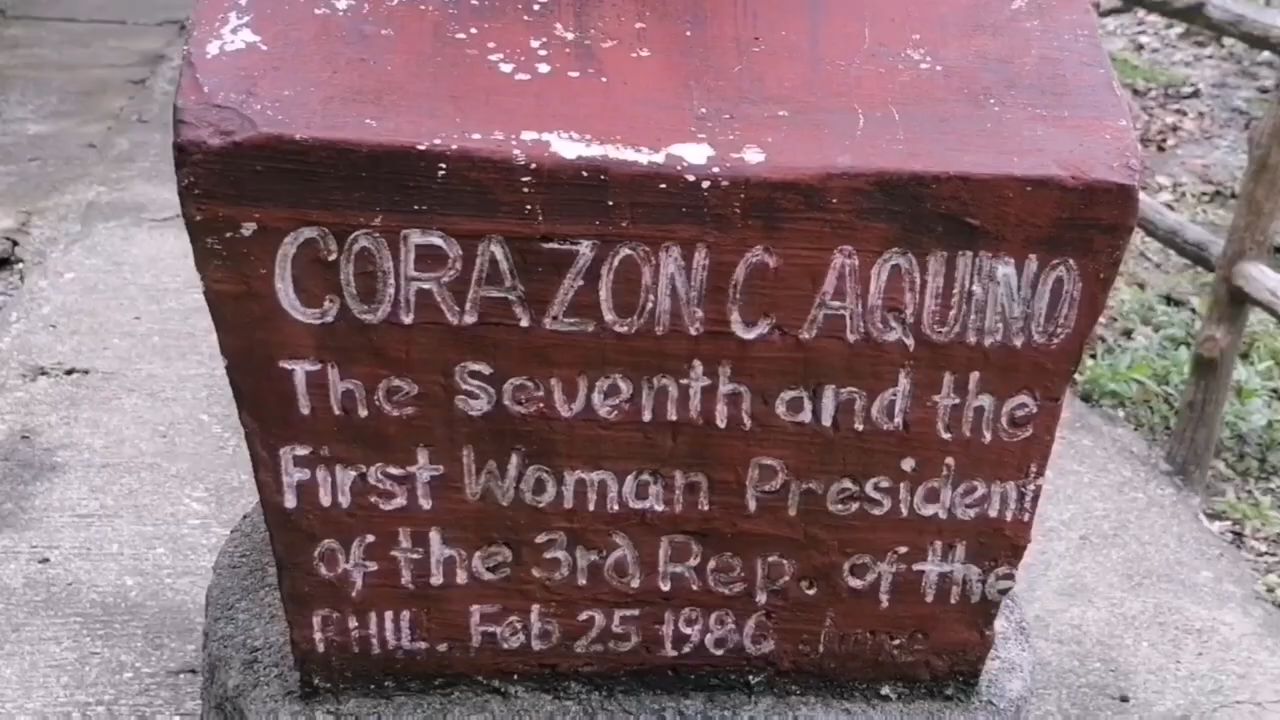 CORAZON C AQUINO
The Seventh and the
First Woman President
of the 3rd Rep. of the
PHIL. Feb 25 1986